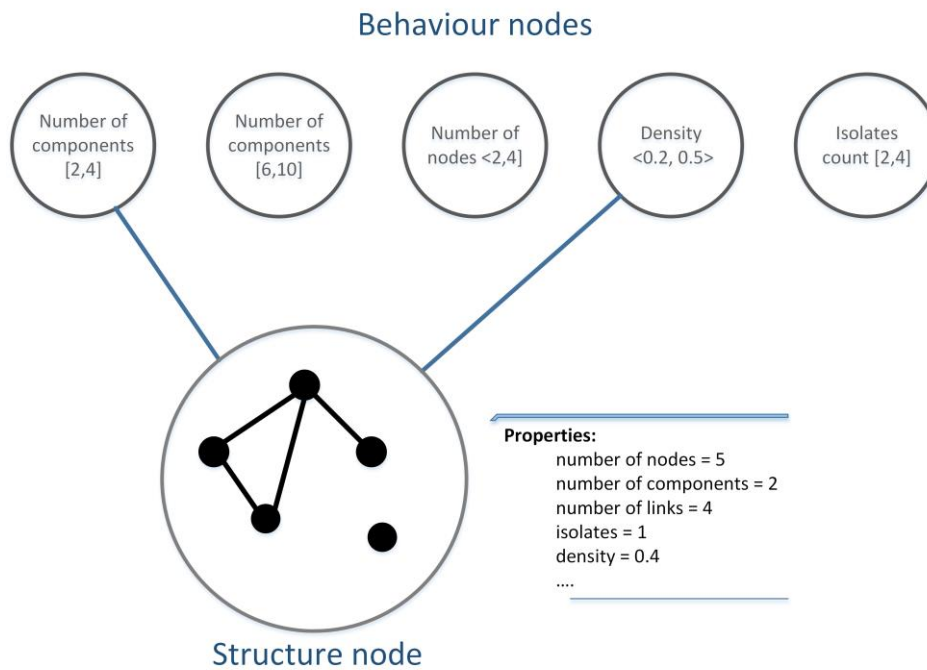 Behaviour nodes
Number of
components
[2,4]
Number of
components
[6,10]
Number of
nodes <2,4]
Density
<0.2, 0.5>
Isolates
count [2,4]
Properties:
number of nodes = 5
number of components = 2
number of links = 4
isolates = 1
density = 0.4
....
Structure node